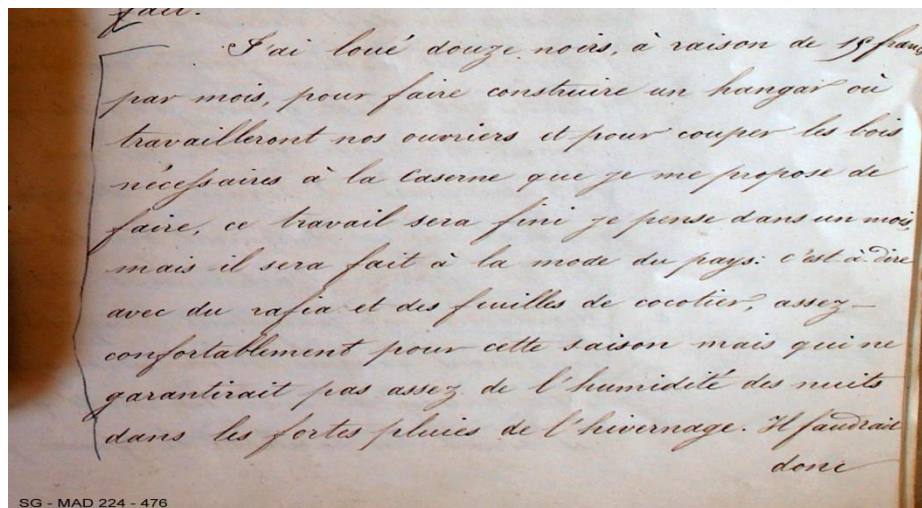 fait.
J'ai loué douze noirs, à raison de 15 francs
par mois, pour faire construire un hangar où
travailleront nos ouvriers et pour couper les bois
nécessaires à la Caserne que je me propose de
faire, ce travail sera fini je pense dans un mois,
mais il sera fait à la mode du pays: c'est à dire
avec du rafia et des feuilles de cocotier, assez
confortablement pour cette saison mais qui ne
garantirait pas assez de l'humidité des nuits
dans les fortes pluies de l'hivernage. Il faudrait
donc
SG - MAD 224 - 476